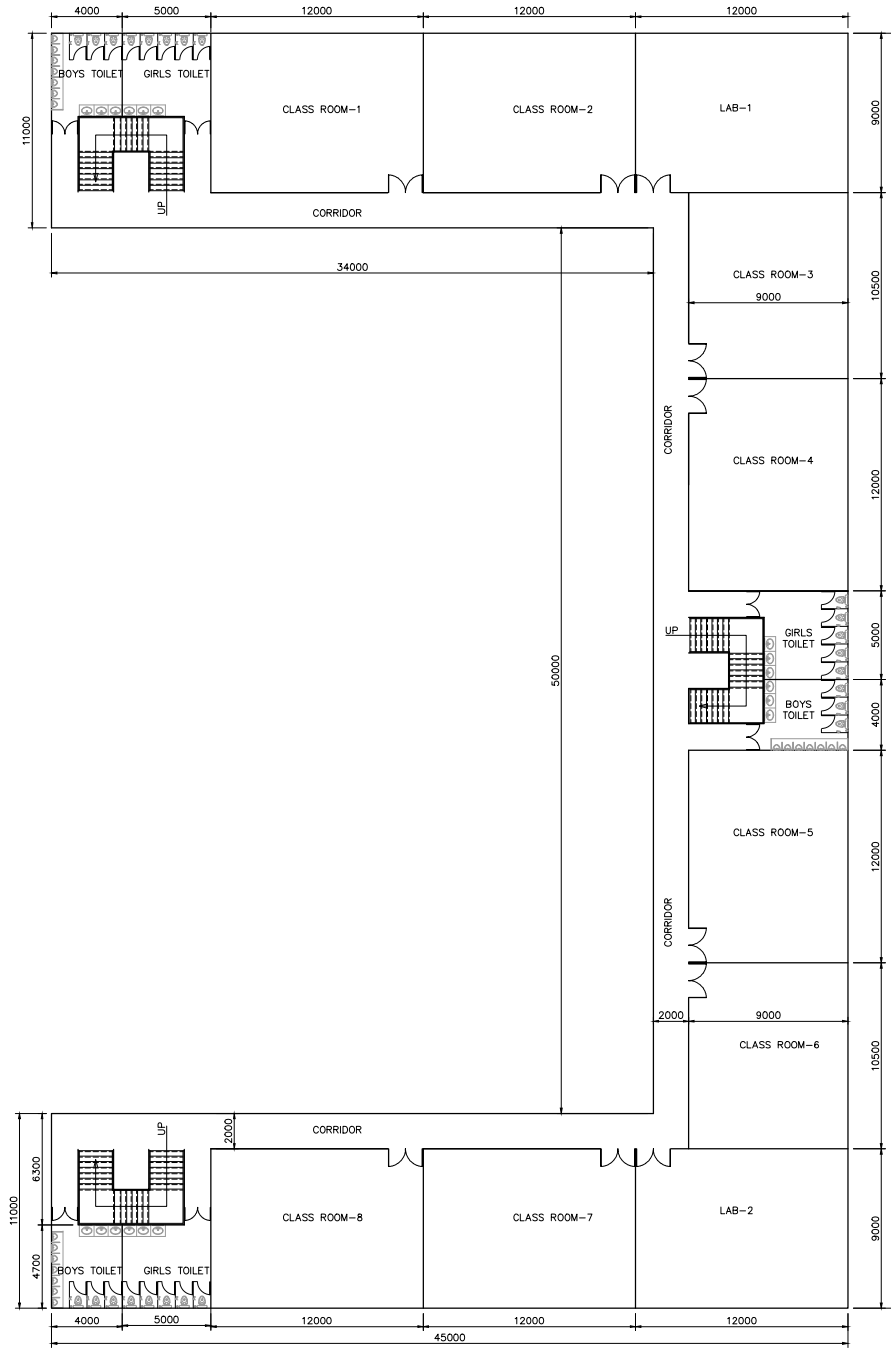 4000 5000 12000 12000 12000
BOYS TOILET GIRLS TOILET
CLASS ROOM-1 CLASS ROOM-2 LAB-1
11000
9000
UP
CORRIDOR
34000
CLASS ROOM-3
9000
10500
CORRIDOR
CLASS ROOM-4
12000
UP
GIRLS
TOILET
5000
50000
BOYS
TOILET
4000
CLASS ROOM-5
12000
CORRIDOR
2000 9000
CLASS ROOM-6
10500
UP
2000
CORRIDOR
6300
11000
CLASS ROOM-8 CLASS ROOM-7 LAB-2
9000
4700
BOYS TOILET GIRLS TOILET
4000 5000 12000 12000 12000
45000